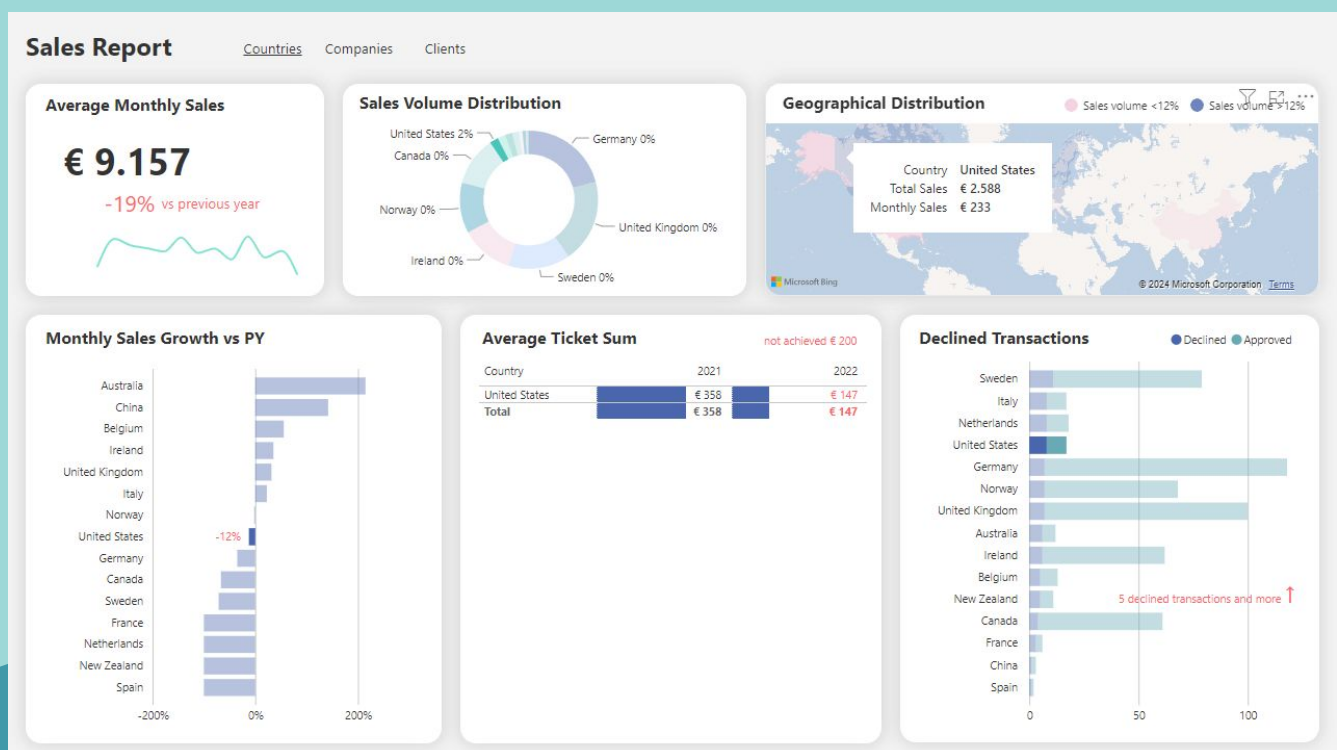 Sales Report
Countries Companies Clients
Average Monthly Sales
€ 9.157
-19% vs previous year
Sales Volume Distribution
United States 2%
Germany 0%
Canada 0%
Norway 0%
United Kingdom 0%
Ireland 0%
Sweden 0%
Geographical Distribution
Sales volume <12% Sales volume >12%
Country United States
Total Sales € 2.588
Monthly Sales € 233
Microsoft Bing
© 2024 Microsoft Corporation Terms
Monthly Sales Growth vs PY
Australia
China
Belgium
Ireland
United Kingdom
Italy
Norway
United States -12%
Germany
Canada
Sweden
France
Netherlands
New Zealand
Spain
-200% 0% 200%
Average Ticket Sum
not achieved € 200
Country 2021 2022
United States € 358 € 147
Total € 358 € 147
Declined Transactions
Declined Approved
Sweden
Italy
Netherlands
United States
Germany
Norway
United Kingdom
Australia
Ireland
Belgium
New Zealand 5 declined transactions and more ↑
Canada
France
China
Spain
0 50 100